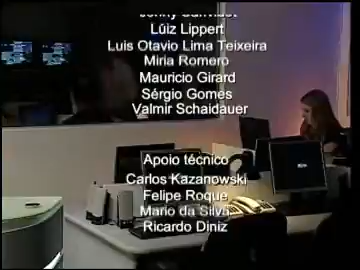 Lúiz Lippert
Luis Otavio Lima Teixeira
Miria Romero
Mauricio Girard
Sérgio Gomes
Valmir Schaidauer
Apoio técnico
Carlos Kazanowski
Felipe Roque
Mario da Silva
Ricardo Diniz